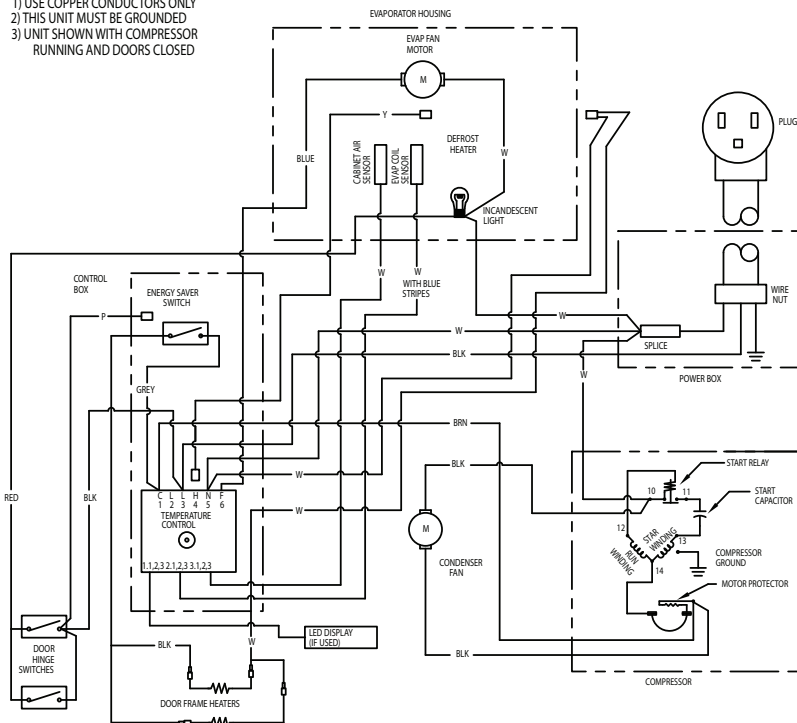 1) USE COPPER CONDUCTORS ONLY
2) THIS UNIT MUST BE GROUNDED
3) UNIT SHOWN WITH COMPRESSOR
RUNNING AND DOORS CLOSED
EVAPORATOR HOUSING
EVAP FAN
MOTOR
M
Y
BLUE
CABINET AIR
SENSOR
EVAP COIL
SENSOR
DEFROST
HEATER
W
INCANDESCENT
LIGHT
PLUG
CONTROL
BOX
ENERGY SAVER
SWITCH
P
W
W
WITH BLUE
STRIPES
W
W
SPLICE
WIRE
NUT
BLK
POWER BOX
W
GREY
BRN
RED
BLK
BLK
W
W
START RELAY
10
11
START
CAPACITOR
C L L H N F
1 2 3 4 5 6
TEMPERATURE
CONTROL
1.1,2,3 2.1,2,3 3.1,2,3
M
CONDENSER
FAN
12
STAR
WINDING
RUN
WINDING
13
14
COMPRESSOR
GROUND
MOTOR PROTECTOR
DOOR
HINGE
SWITCHES
LED DISPLAY
(IF USED)
BLK
W
BLK
COMPRESSOR
DOOR FRAME HEATERS